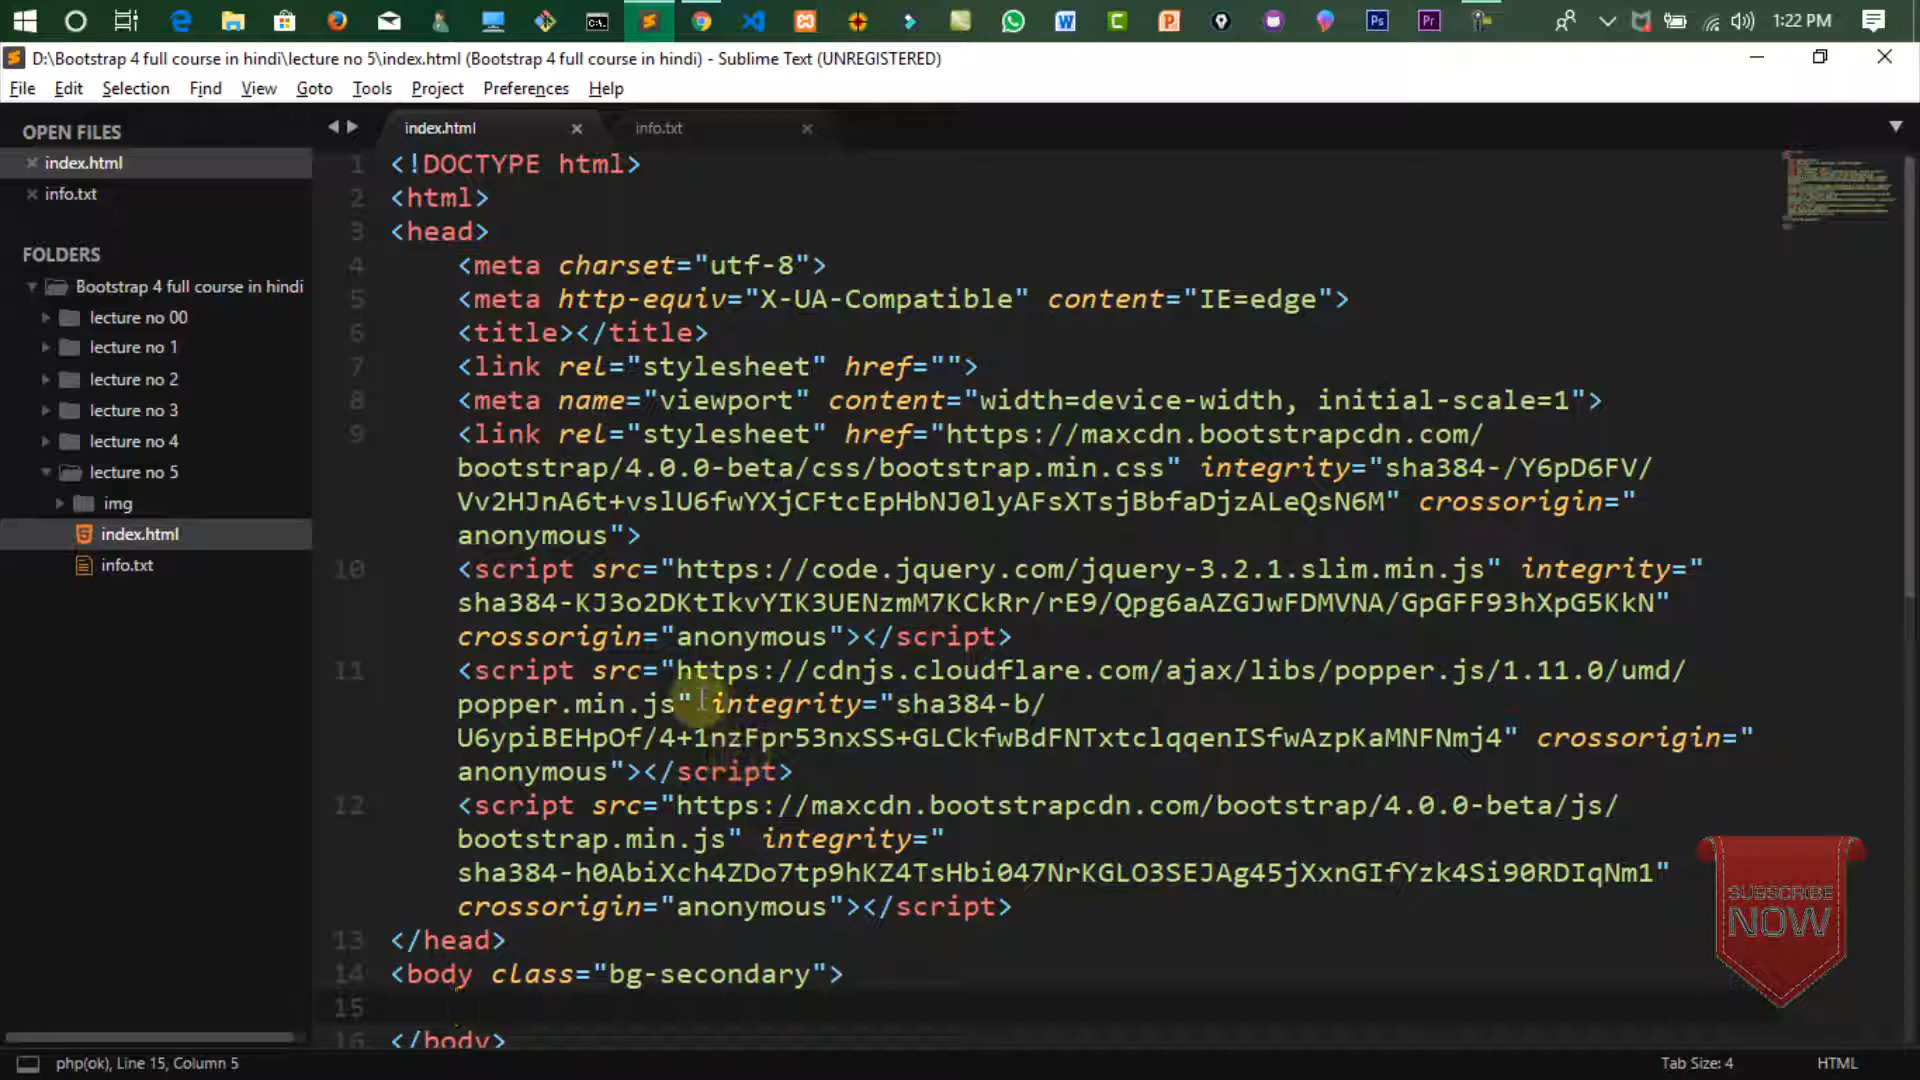 1:22 PM
D:\Bootstrap 4 full course in hindi\lecture no 5\index.html (Bootstrap 4 full course in hindi) - Sublime Text (UNREGISTERED)
File Edit Selection Find View Goto Tools Project Preferences Help
OPEN FILES
index.html
info.txt
FOLDERS
Bootstrap 4 full course in hindi
lecture no 00
lecture no 1
lecture no 2
lecture no 3
lecture no 4
lecture no 5
img
index.html
info.txt
index.html info.txt
1 <!DOCTYPE html>
2 <html>
3 <head>
4 <meta charset="utf-8">
5 <meta http-equiv="X-UA-Compatible" content="IE=edge">
6 <title></title>
7 <link rel="stylesheet" href="">
8 <meta name="viewport" content="width=device-width, initial-scale=1">
9 <link rel="stylesheet" href="https://maxcdn.bootstrapcdn.com/
bootstrap/4.0.0-beta/css/bootstrap.min.css" integrity="sha384-/Y6pD6FV/
Vv2HJnA6t+vslU6fwYXjCFtcEpHbNJ0lyAFsXTsjBbfaDjzALeQsN6M" crossorigin="
anonymous">
10 <script src="https://code.jquery.com/jquery-3.2.1.slim.min.js" integrity="
sha384-KJ3o2DKtIkvYIK3UENzmM7KCkRr/rE9/Qpg6aAZGJwFDMVNA/GpGFF93hXpG5KkN"
crossorigin="anonymous"></script>
11 <script src="https://cdnjs.cloudflare.com/ajax/libs/popper.js/1.11.0/umd/
popper.min.js" integrity="sha384-b/
U6ypiBEHpOf/4+1nzFpr53nxSS+GLCkfwBdFNTxtclqqenISfwAzpKaMNFNmj4" crossorigin="
anonymous"></script>
12 <script src="https://maxcdn.bootstrapcdn.com/bootstrap/4.0.0-beta/js/
bootstrap.min.js" integrity="
sha384-h0AbiXch4ZDo7tp9hKZ4TsHbi047NrKGLO3SEJAg45jXxnGIfYzk4Si90RDIqNm1"
crossorigin="anonymous"></script>
13 </head>
14 <body class="bg-secondary">
15
16 </body>
SUBSCRIBE
NOW
php(ok), Line 15, Column 5
Tab Size: 4
HTML